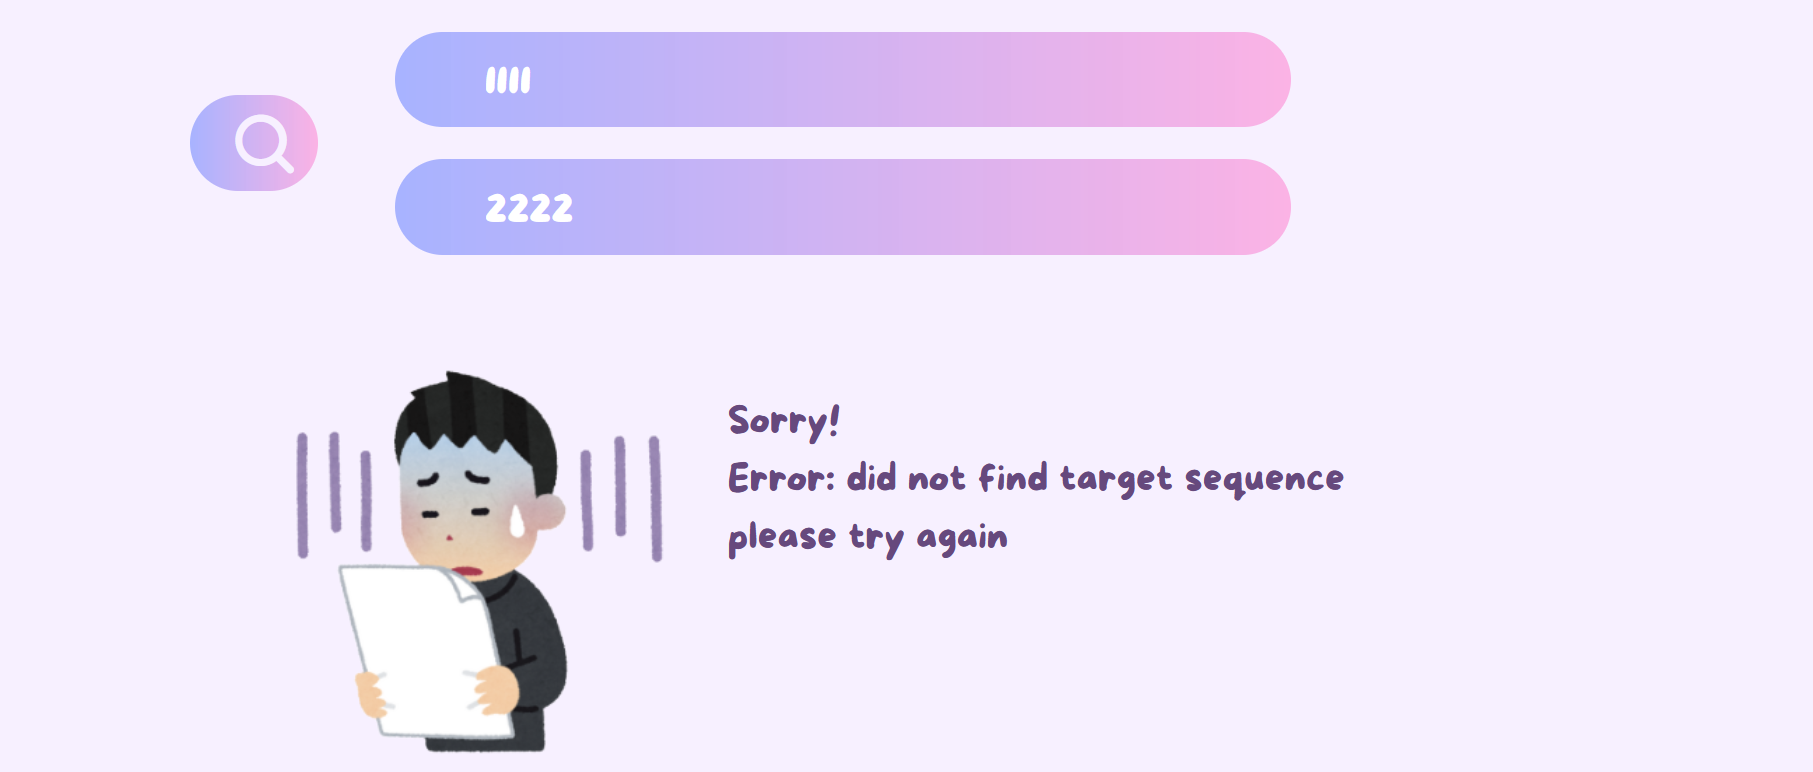 1111
2222
Sorry!
Error: did not find target sequence
please try again